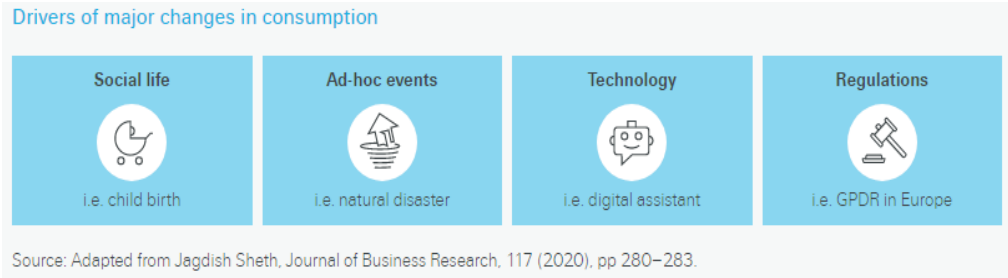 Drivers of major changes in consumption
Social life
i.e. child birth
Ad-hoc events
i.e. natural disaster
Technology
i.e. digital assistant
Regulations
i.e. GPDR in Europe
Source: Adapted from Jagdish Sheth, Journal of Business Research, 117 (2020), pp 280–283.